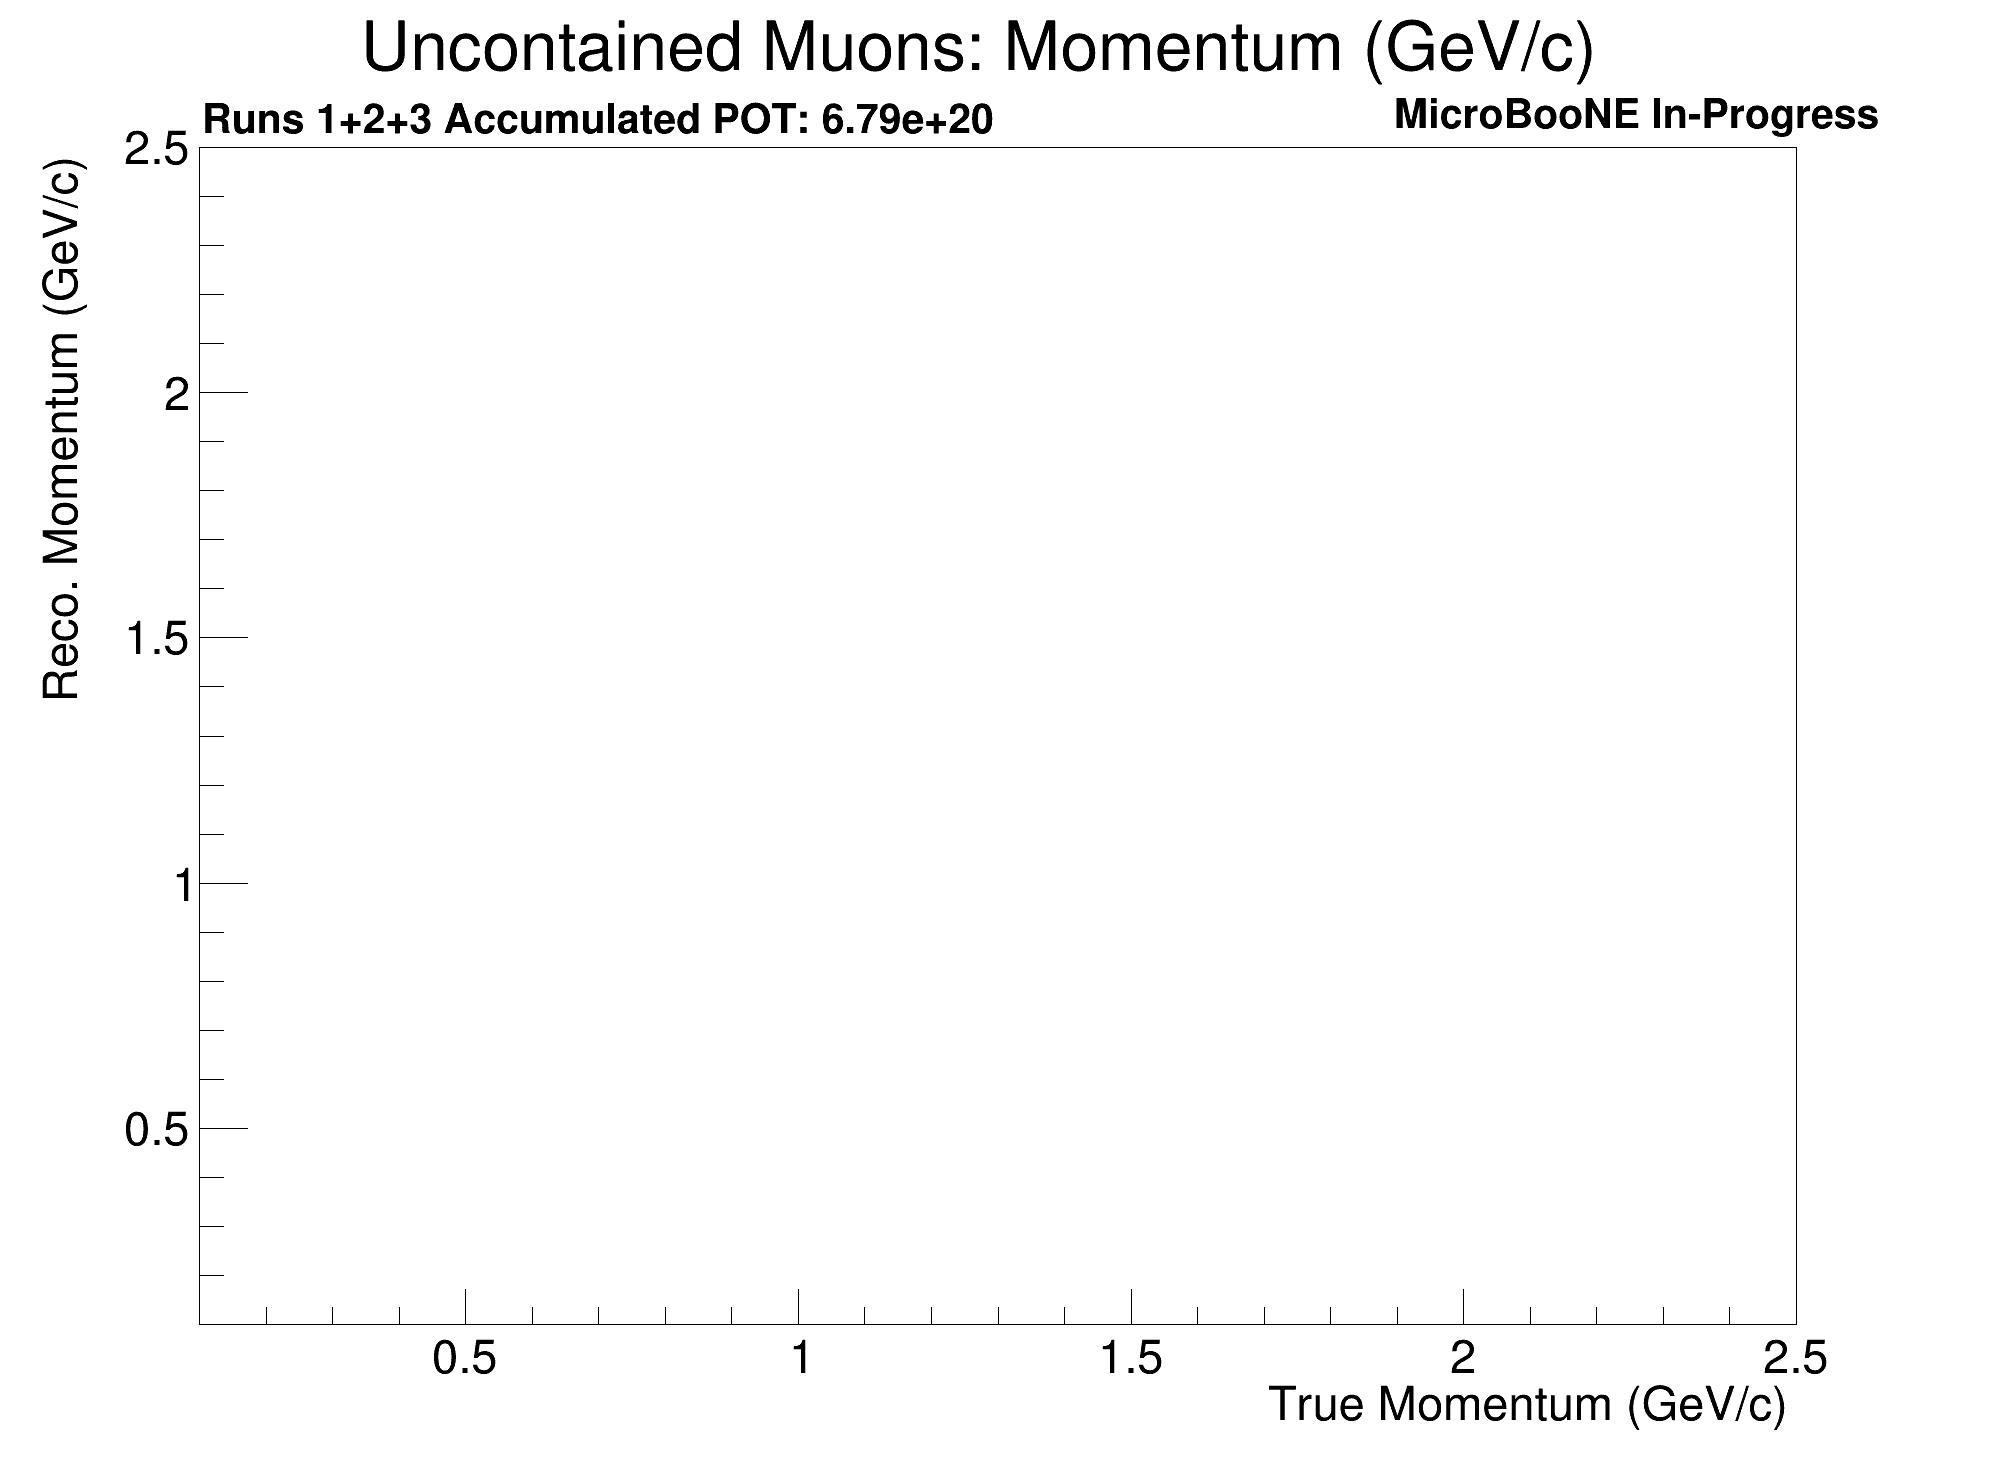 Uncontained Muons: Momentum (GeV/c)
Runs 1+2+3 Accumulated POT: 6.79e+20
MicroBooNE In-Progress
Reco. Momentum (GeV/c)
2.5
2
1.5
1
0.5
0.5
1
1.5
2
2.5
True Momentum (GeV/c)